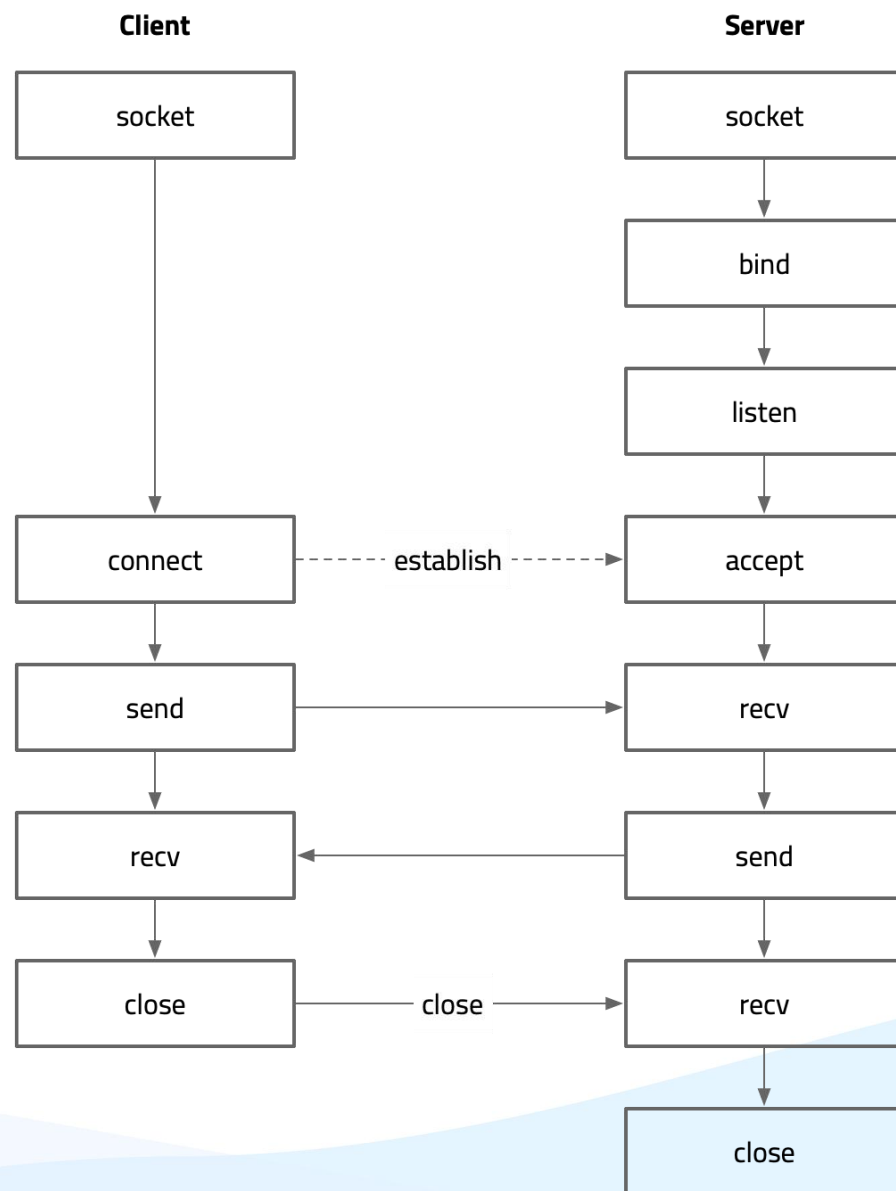 Client
Server
socket
socket
bind
listen
connect
establish
accept
send
recv
recv
send
close
close
recv
close